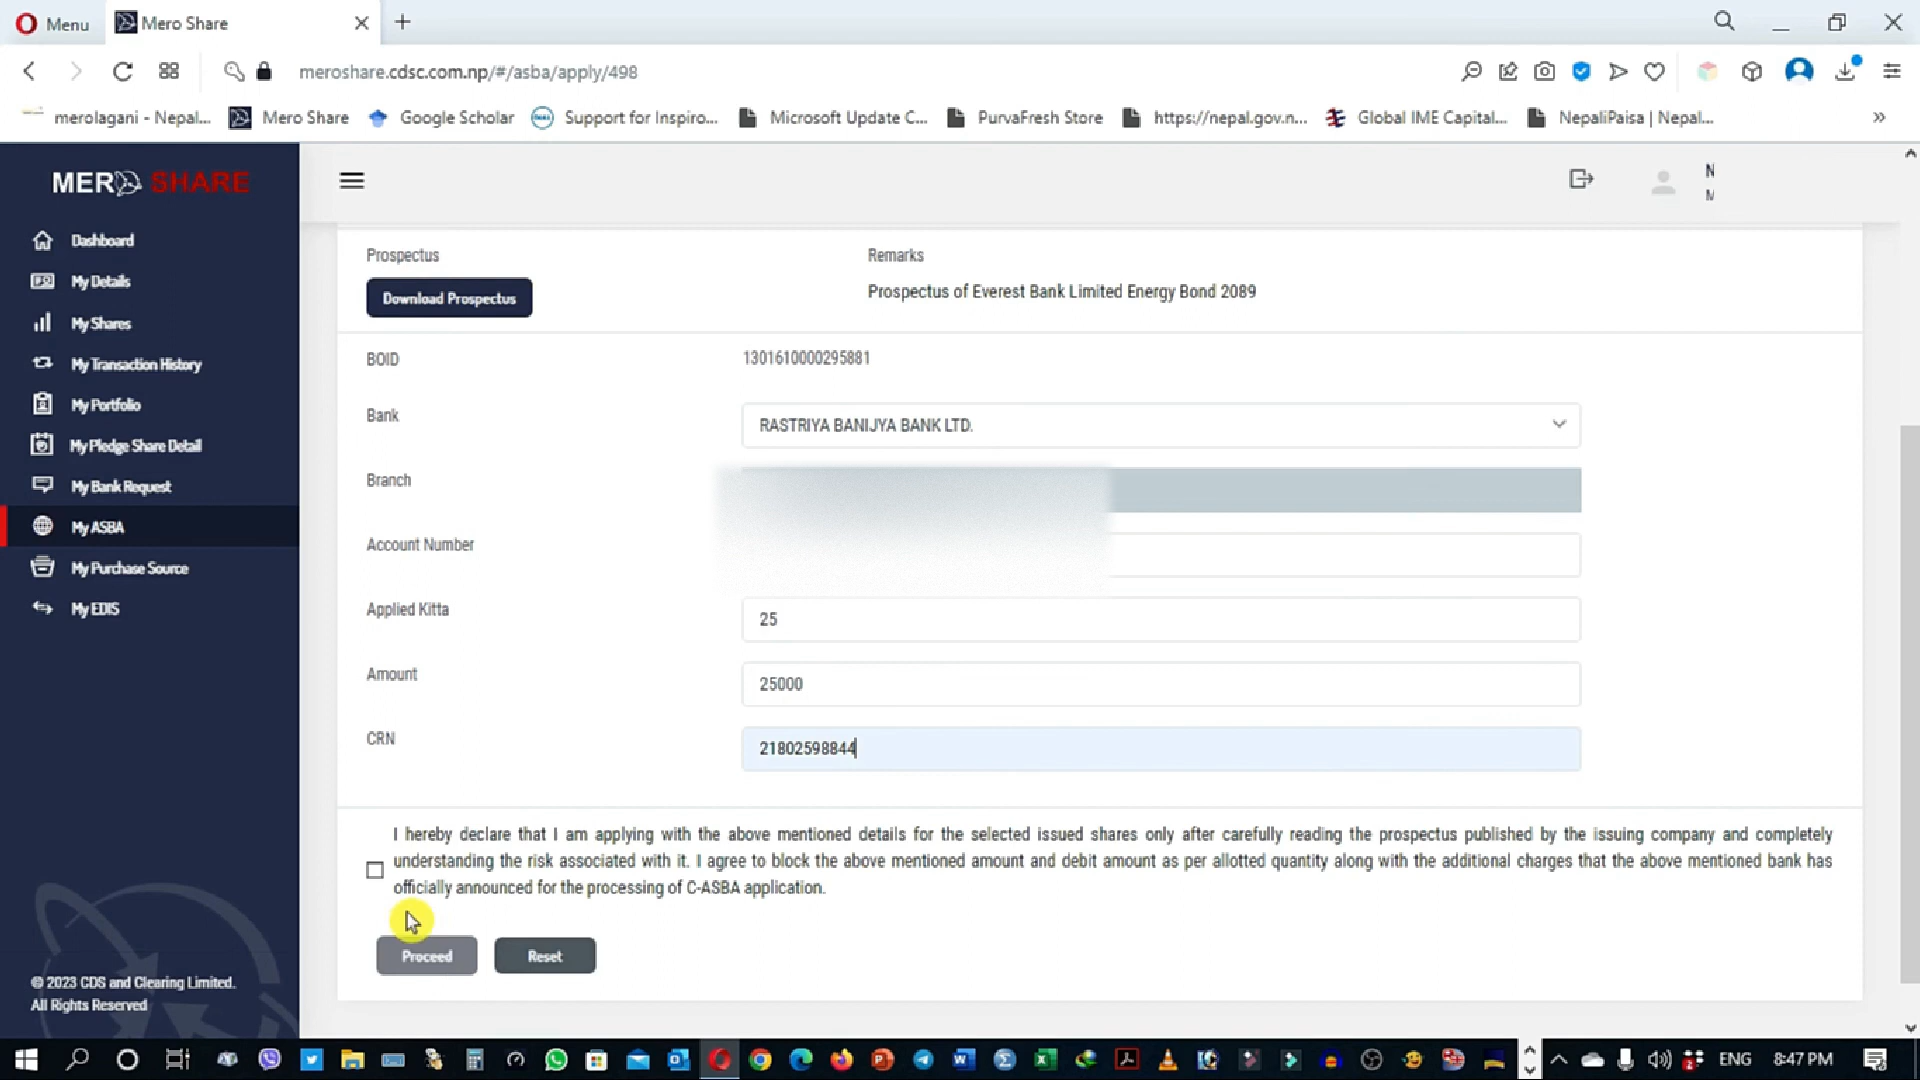 Menu
Mero Share
meroshare.cdsc.com.np/#/asba/apply/498
merolagani - Nepal...
Mero Share
Google Scholar
Support for Inspiro...
Microsoft Update C...
PurvaFresh Store
https://nepal.gov.n...
Global IME Capital...
NepaliPaisa | Nepal...
MERO SHARE
N
M
Dashboard
My Details
My Shares
My Transaction History
My Portfolio
My Pledge Share Detail
My Bank Request
My ASBA
My Purchase Source
My EDIS
© 2023 CDS and Clearing Limited.
All Rights Reserved
Prospectus
Remarks
Download Prospectus
Prospectus of Everest Bank Limited Energy Bond 2089
BOID
1301610000295881
Bank
RASTRIYA BANIJYA BANK LTD.
Branch
Account Number
Applied Kitta
25
Amount
25000
CRN
21802598844
I hereby declare that I am applying with the above mentioned details for the selected issued shares only after carefully reading the prospectus published by the issuing company and completely
understanding the risk associated with it. I agree to block the above mentioned amount and debit amount as per allotted quantity along with the additional charges that the above mentioned bank has
officially announced for the processing of C-ASBA application.
Proceed
Reset
ENG
8:47 PM